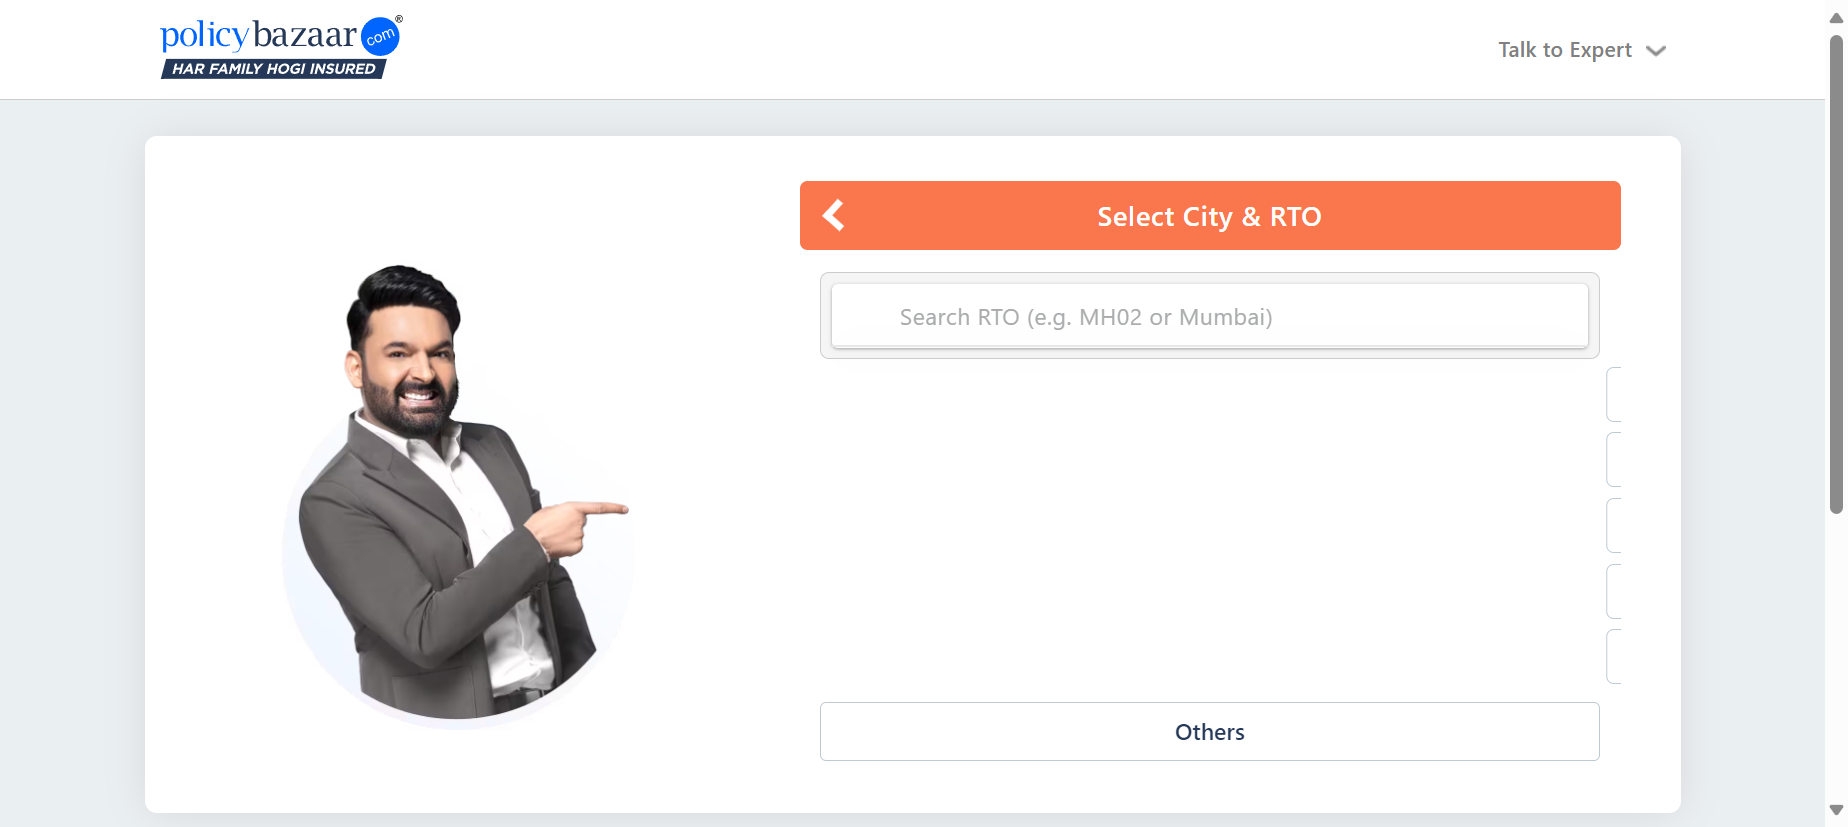 policybazaar com ®
HAR FAMILY HOGI INSURED
Talk to Expert
Select City & RTO
Search RTO (e.g. MH02 or Mumbai)
Others